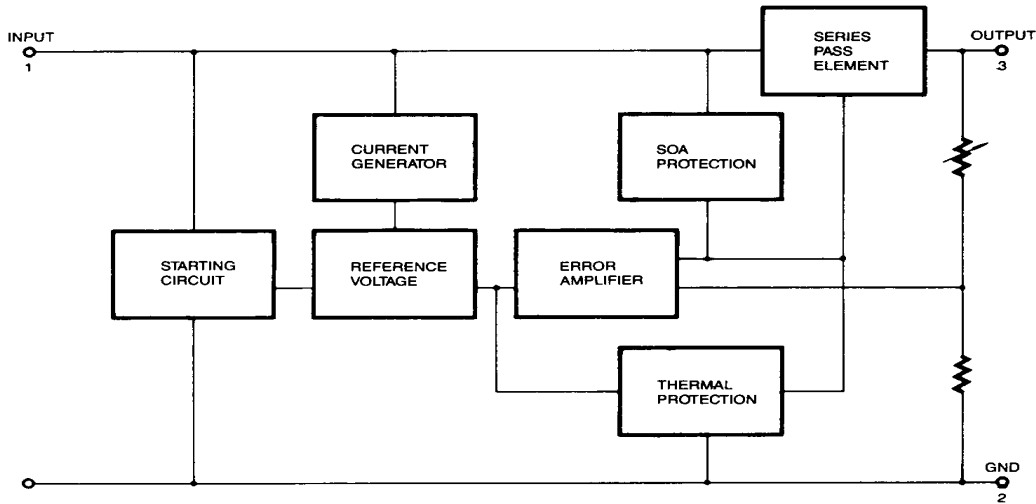 INPUT
1
SERIES
PASS
ELEMENT
OUTPUT
3
CURRENT
GENERATOR
SOA
PROTECTION
STARTING
CIRCUIT
REFERENCE
VOLTAGE
ERROR
AMPLIFIER
THERMAL
PROTECTION
GND
2